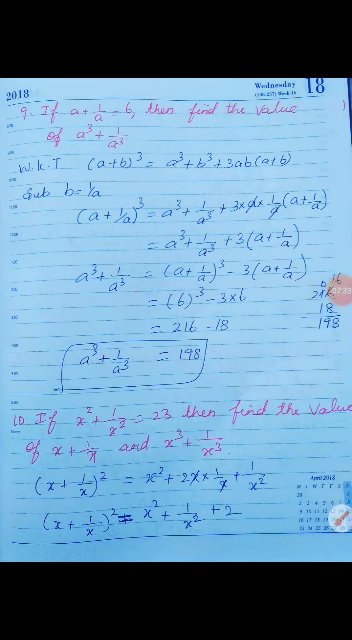 2018
Wednesday 18
9. If a + 1/a = 6, then find the value
of a³ + 1/a³
W.K.T (a+b)³ = a³+b³+3ab(a+b)
Sub b = 1/a
(a + 1/a)³ = a³ + 1/a³ + 3×a×1/a(a+1/a)
= a³ + 1/a³ + 3(a + 1/a)
a³ + 1/a³ = (a + 1/a)³ - 3(a + 1/a)
= (6)³ - 3×6
= 216 - 18
18
198
a³ + 1/a³ = 198
10. If x² + 1/x² = 23 then find the value
of x + 1/x and x³ + 1/x³
(x + 1/x)² = x² + 2x × 1/x + 1/x²
April 2018
(x + 1/x)² = x² + 1/x² + 2